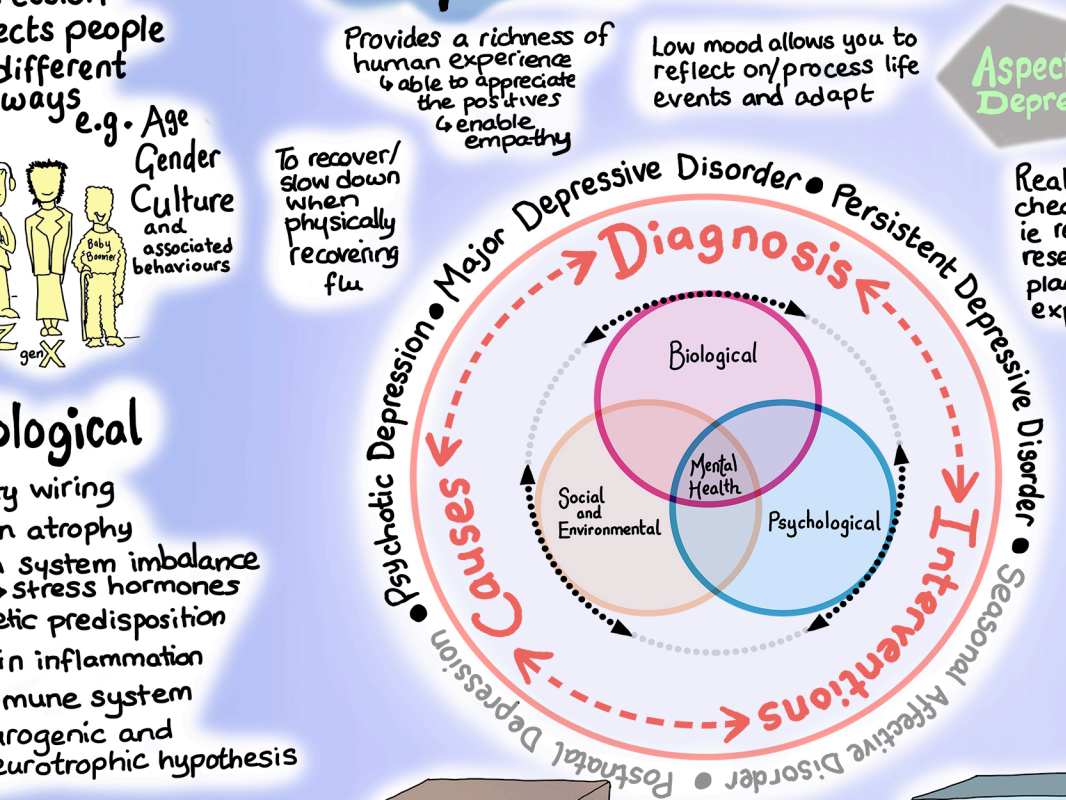 ects people
different
ways
e.g. Age
Gender
Culture
and
associated
behaviours
Baby
Boomer
Z
gen X
Provides a richness of
human experience
↳ able to appreciate
the positives
↳ enable
empathy
Low mood allows you to
reflect on/process life
events and adapt
Aspect
Depre
To recover/
slow down
when
physically
recovering
flu
Real
chec
ie re
rese
pla
exp
ological
y wiring
n atrophy
system imbalance
↳ stress hormones
etic predisposition
in inflammation
mune system
urogenic and
eurotrophic hypothesis
• Psychotic Depression • Major Depressive Disorder • Persistent Depressive Disorder • Seasonal Affective Disorder • Postnatal Depression
Diagnosis
Interventions
Causes
Biological
Mental
Health
Social
and
Environmental
Psychological